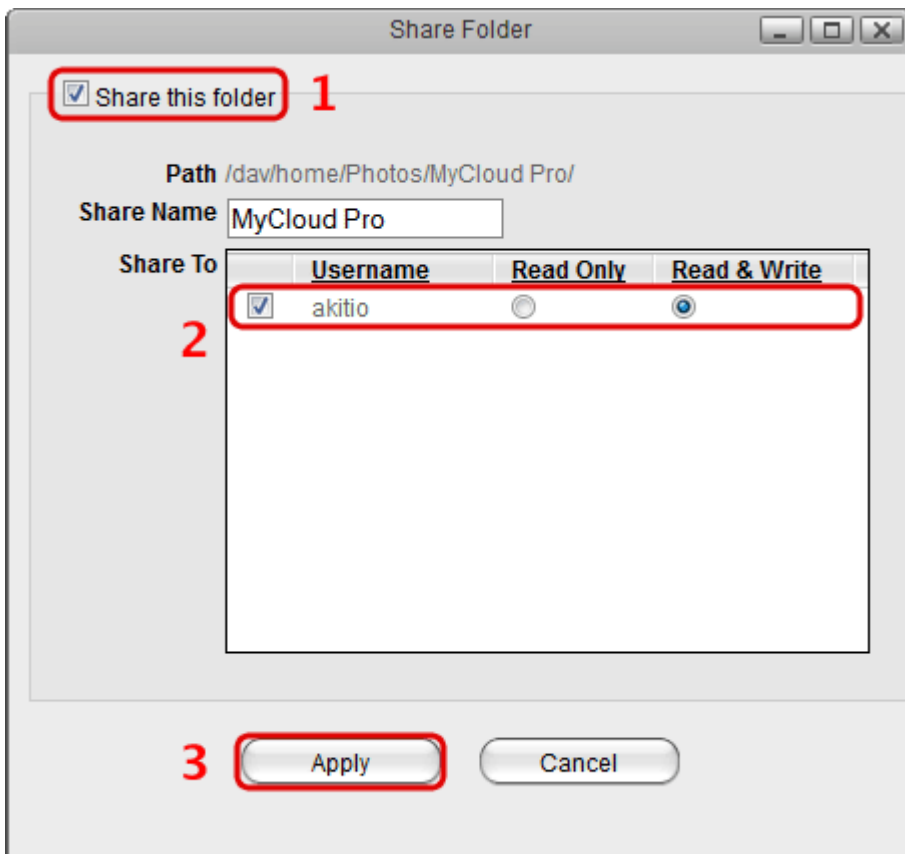 Share Folder
Share this folder 1
Path /dav/home/Photos/MyCloud Pro/
Share Name MyCloud Pro
Share To Username Read Only Read & Write
2 akitio
3 Apply Cancel